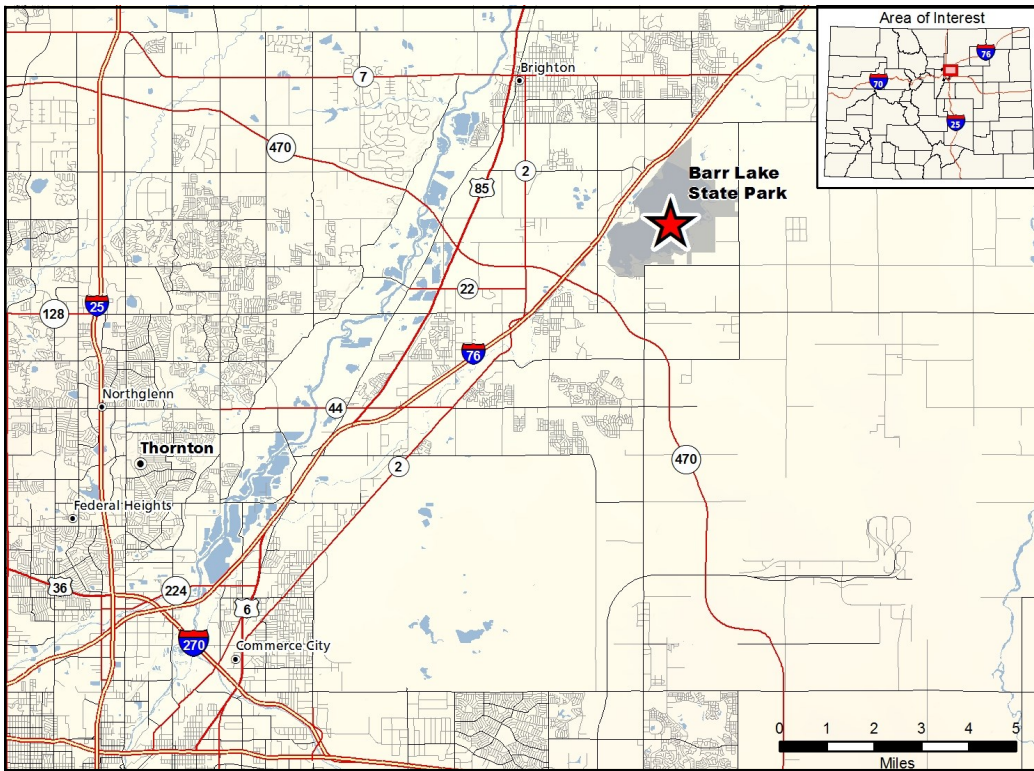 Area of Interest
76
70
25
7
Brighton
470
2
85
Barr Lake
State Park
22
25
128
76
Northglenn
44
Thornton
2
470
Federal Heights
36
224
6
270
Commerce City
0 1 2 3 4 5
Miles